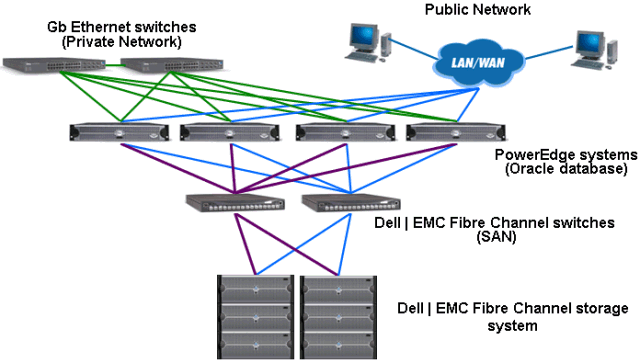 Public Network
Gb Ethernet switches
(Private Network)
LAN/WAN
PowerEdge systems
(Oracle database)
Dell | EMC Fibre Channel switches
(SAN)
Dell | EMC Fibre Channel storage
system